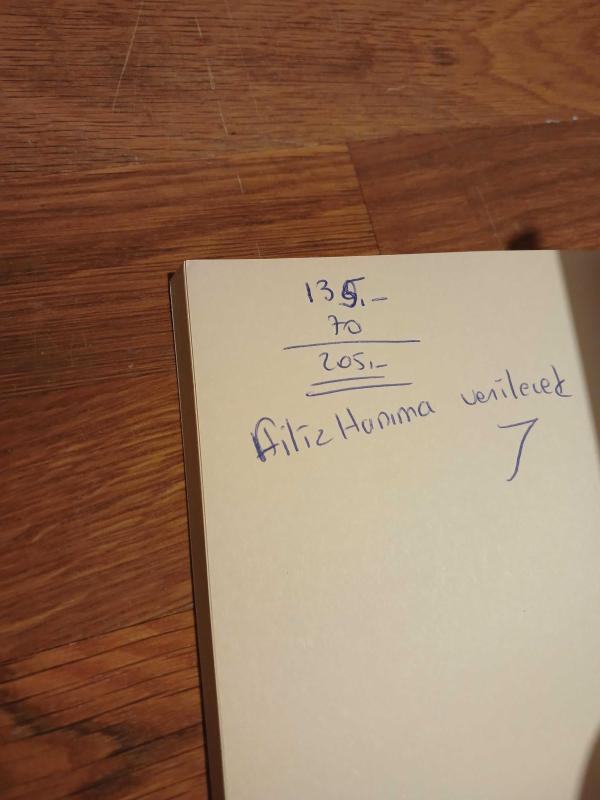 135.-
70
205.-
Filiz Hanıma verilecek
7